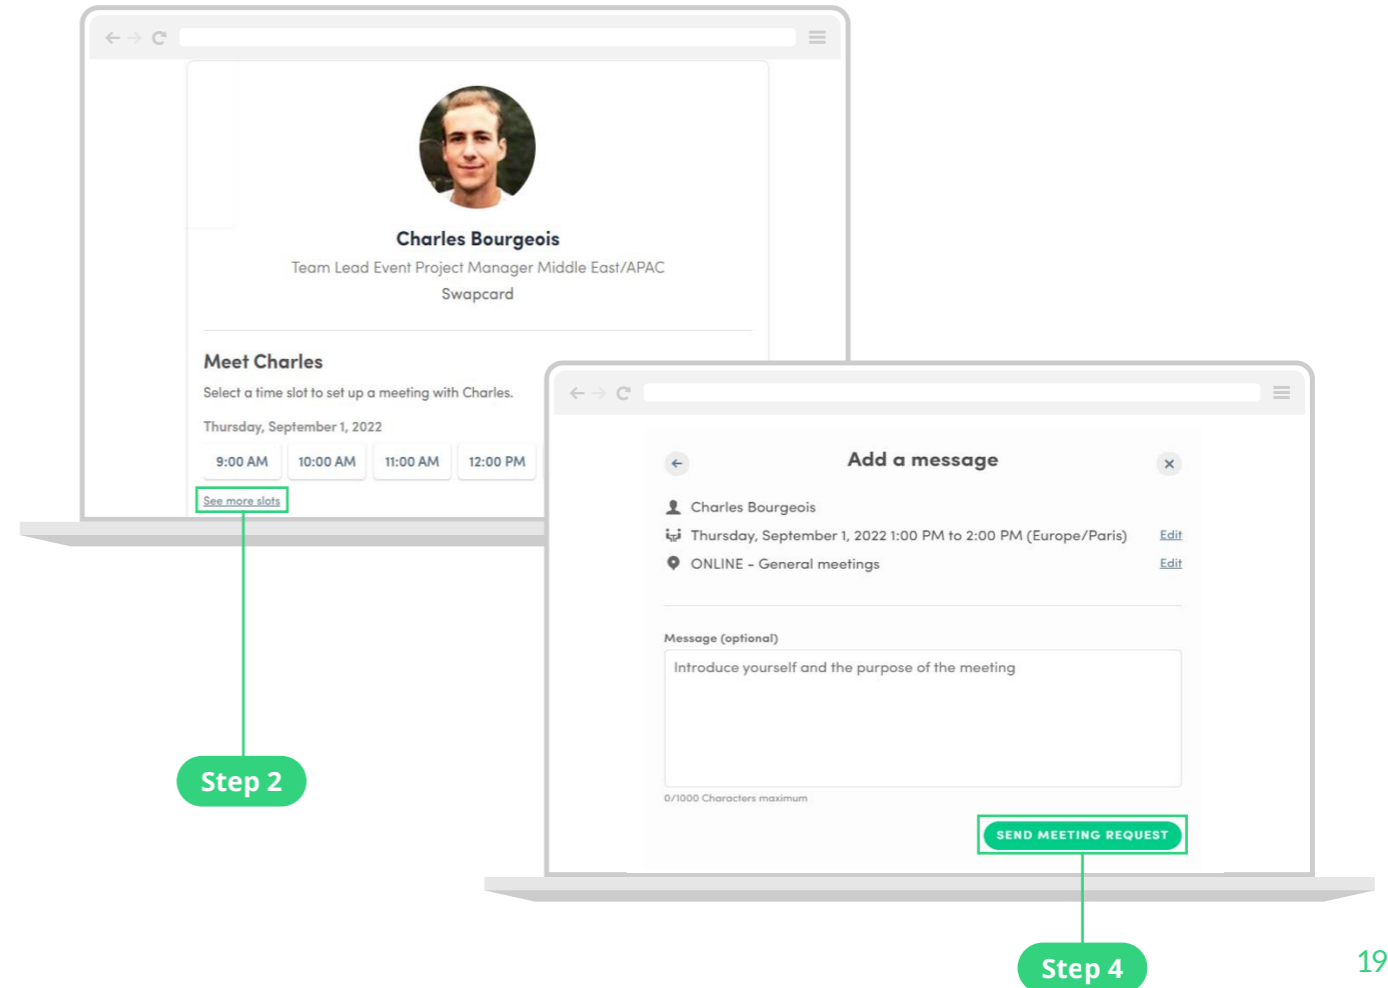 Charles Bourgeois
Team Lead Event Project Manager Middle East/APAC
Swapcard
Meet Charles
Select a time slot to set up a meeting with Charles.
Thursday, September 1, 2022
9:00 AM 10:00 AM 11:00 AM 12:00 PM
See more slots
Step 2
Add a message
Charles Bourgeois
Thursday, September 1, 2022 1:00 PM to 2:00 PM (Europe/Paris) Edit
ONLINE - General meetings Edit
Message (optional)
Introduce yourself and the purpose of the meeting
0/1000 Characters maximum
SEND MEETING REQUEST
Step 4
19